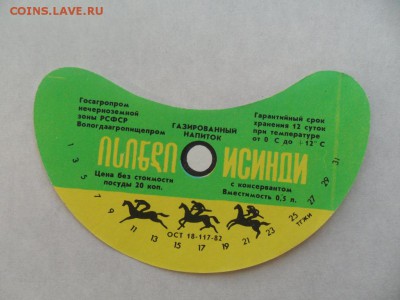 COINS.LAVE.RU
Госагропром
нечерноземной
зоны РСФСР
Вологдаагропищепром
ГАЗИРОВАННЫЙ
НАПИТОК
Гарантийный срок
хранения 12 суток
при температуре
от 0°С до +12°С
ИСИНДИ
Цена без стоимости
посуды 20 коп.
с консервантом
Вместимость 0,5 л.
1 3 5 7 9 11 13 15 17 19 21 23 25 27 29 31
ОСТ 18-117-82